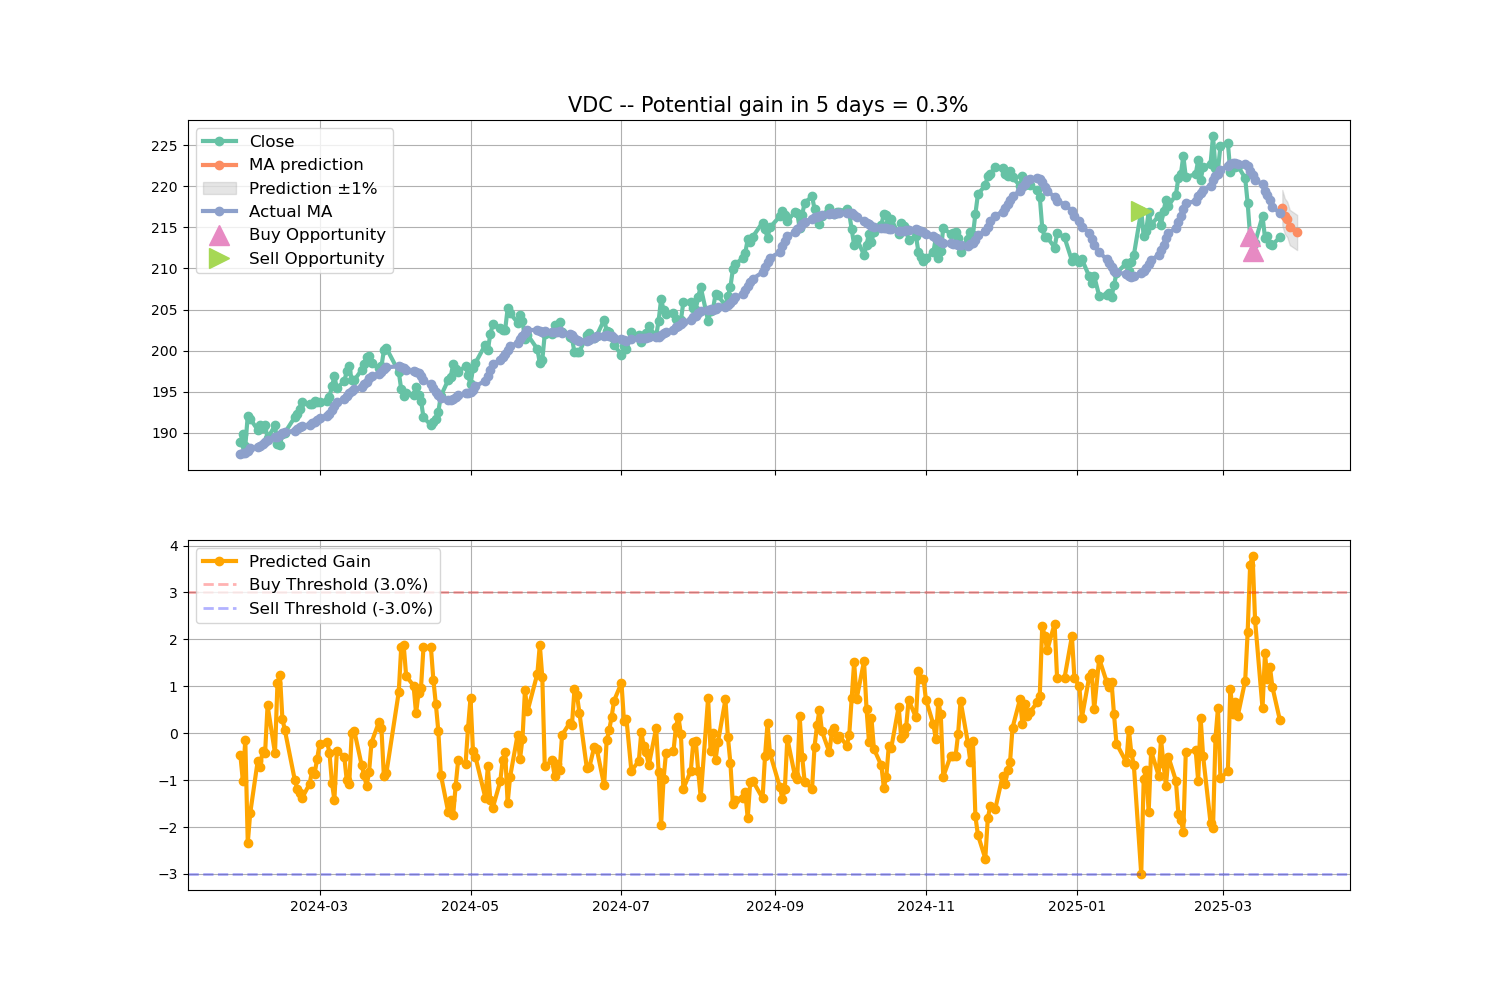 VDC -- Potential gain in 5 days = 0.3%
Close
MA prediction
Prediction ±1%
Actual MA
Buy Opportunity
Sell Opportunity
225
220
215
210
205
200
195
190
Predicted Gain
Buy Threshold (3.0%)
Sell Threshold (-3.0%)
4
3
2
1
0
−1
−2
−3
2024-03
2024-05
2024-07
2024-09
2024-11
2025-01
2025-03